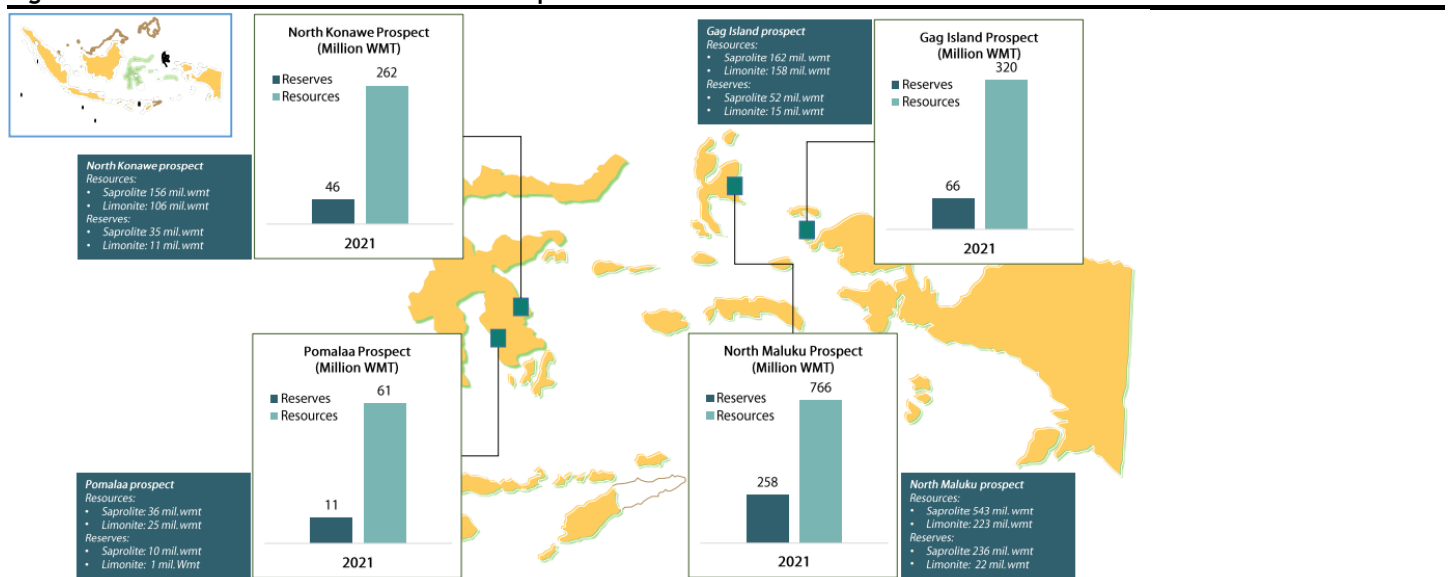 North Konawe Prospect
(Million WMT)
Reserves
Resources
262
46
2021
North Konawe prospect
Resources:
• Saprolite: 156 mil.wmt
• Limonite: 106 mil.wmt
Reserves:
• Saprolite: 35 mil.wmt
• Limonite: 11 mil.wmt
Gag Island prospect
Resources:
• Saprolite: 162 mil.wmt
• Limonite: 158 mil.wmt
Reserves:
• Saprolite: 52 mil.wmt
• Limonite: 15 mil.wmt
Gag Island Prospect
(Million WMT)
Reserves
Resources
320
66
2021
Pomalaa Prospect
(Million WMT)
Reserves
Resources
61
11
2021
Pomalaa prospect
Resources:
• Saprolite: 36 mil.wmt
• Limonite: 25 mil.wmt
Reserves:
• Saprolite: 10 mil.wmt
• Limonite: 1 mil.Wmt
North Maluku Prospect
(Million WMT)
Reserves
Resources
766
258
2021
North Maluku prospect
Resources:
• Saprolite: 543 mil.wmt
• Limonite: 223 mil.wmt
Reserves:
• Saprolite: 236 mil.wmt
• Limonite: 22 mil.wmt